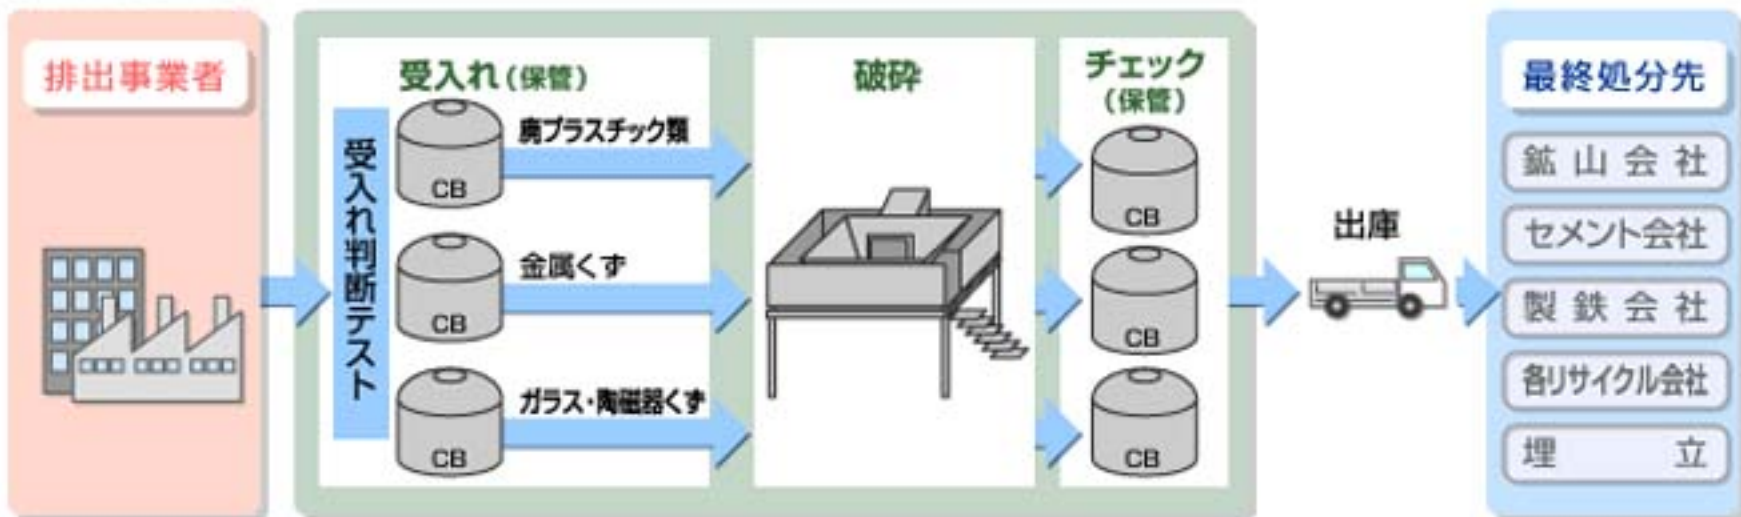 排出事業者
受入れ(保管)
受入れ判断テスト
CB
廃プラスチック類
CB
金属くず
CB
ガラス・陶磁器くず
破砕
チェック
(保管)
CB
CB
CB
出庫
最終処分先
鉱山会社
セメント会社
製鉄会社
各リサイクル会社
埋立